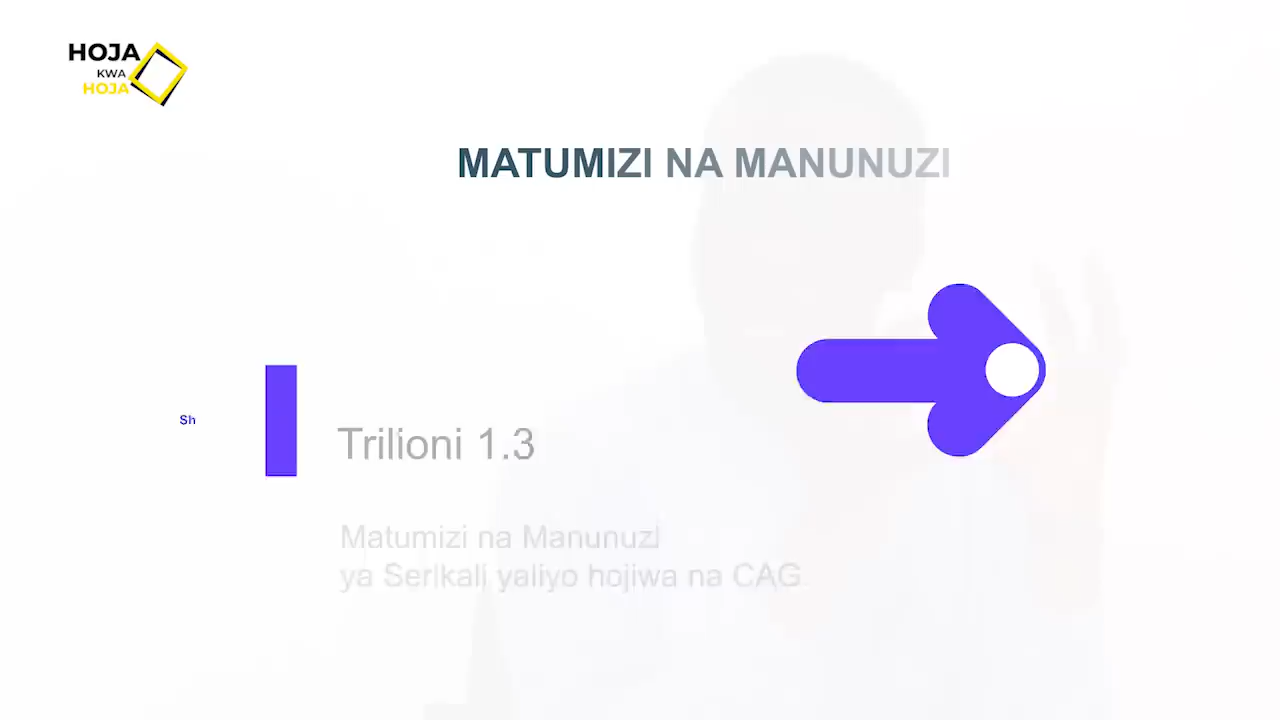 HOJA
KWA
HOJA
MATUMIZI NA MANUNUZI
Sh
Trilioni 1.3
Matumizi na Manunuzi
ya Serikali yaliyo hojiwa na CAG